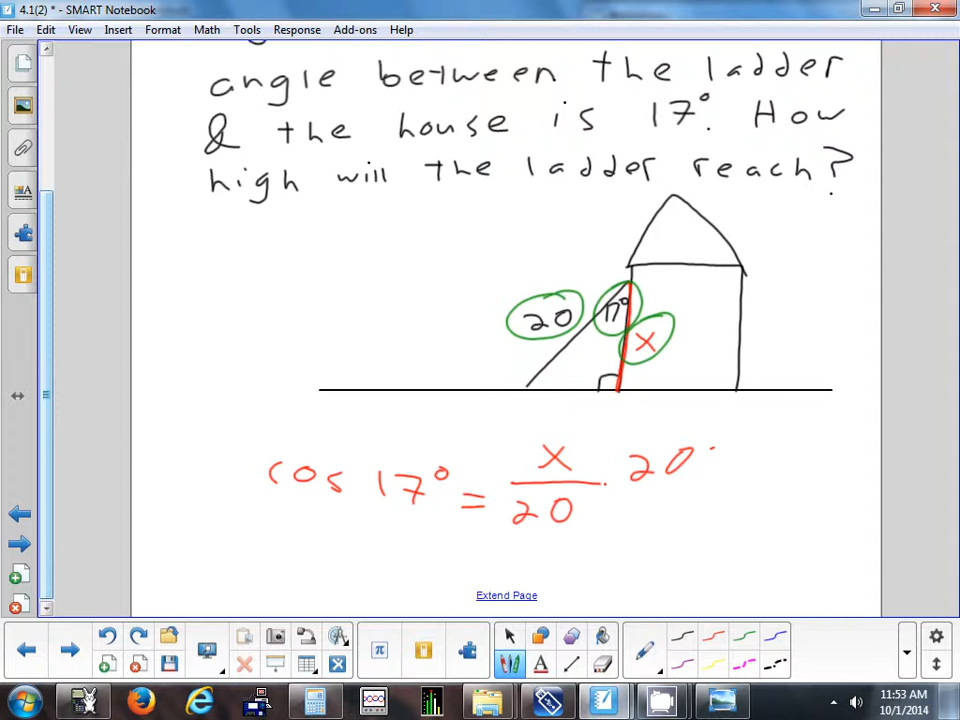 4.1(2) * - SMART Notebook
File Edit View Insert Format Math Tools Response Add-ons Help
angle between the ladder
& the house is 17°. How
high will the ladder reach?
20 17° x
cos 17° = x/20 20·
Extend Page
11:53 AM
10/1/2014